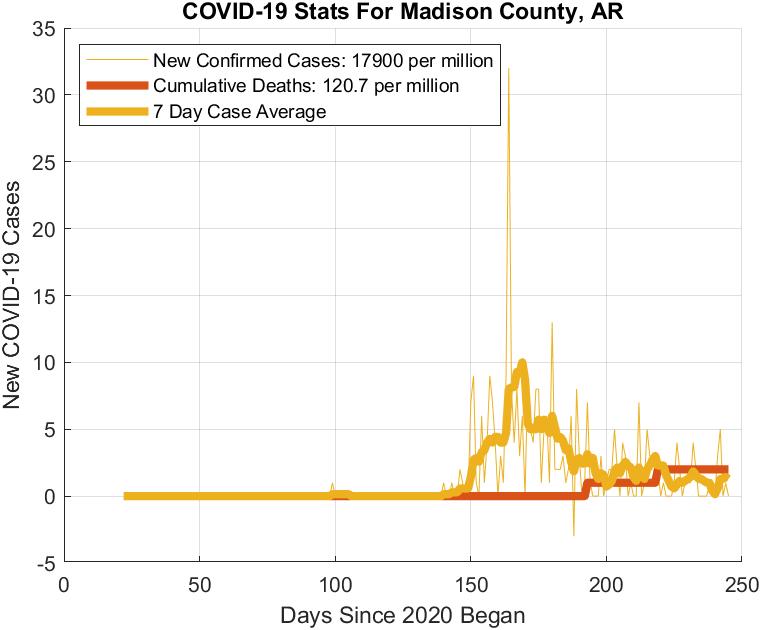 COVID-19 Stats For Madison County, AR
35
30
25
20
15
10
5
0
-5
New COVID-19 Cases
New Confirmed Cases: 17900 per million
Cumulative Deaths: 120.7 per million
7 Day Case Average
0 50 100 150 200 250
Days Since 2020 Began